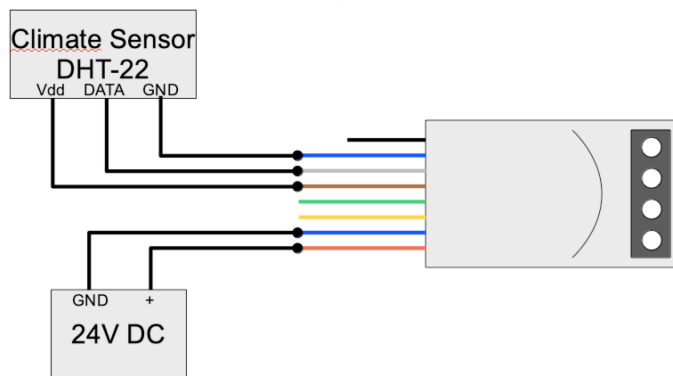 Climate Sensor
DHT-22
Vdd DATA GND
GND +
24V DC